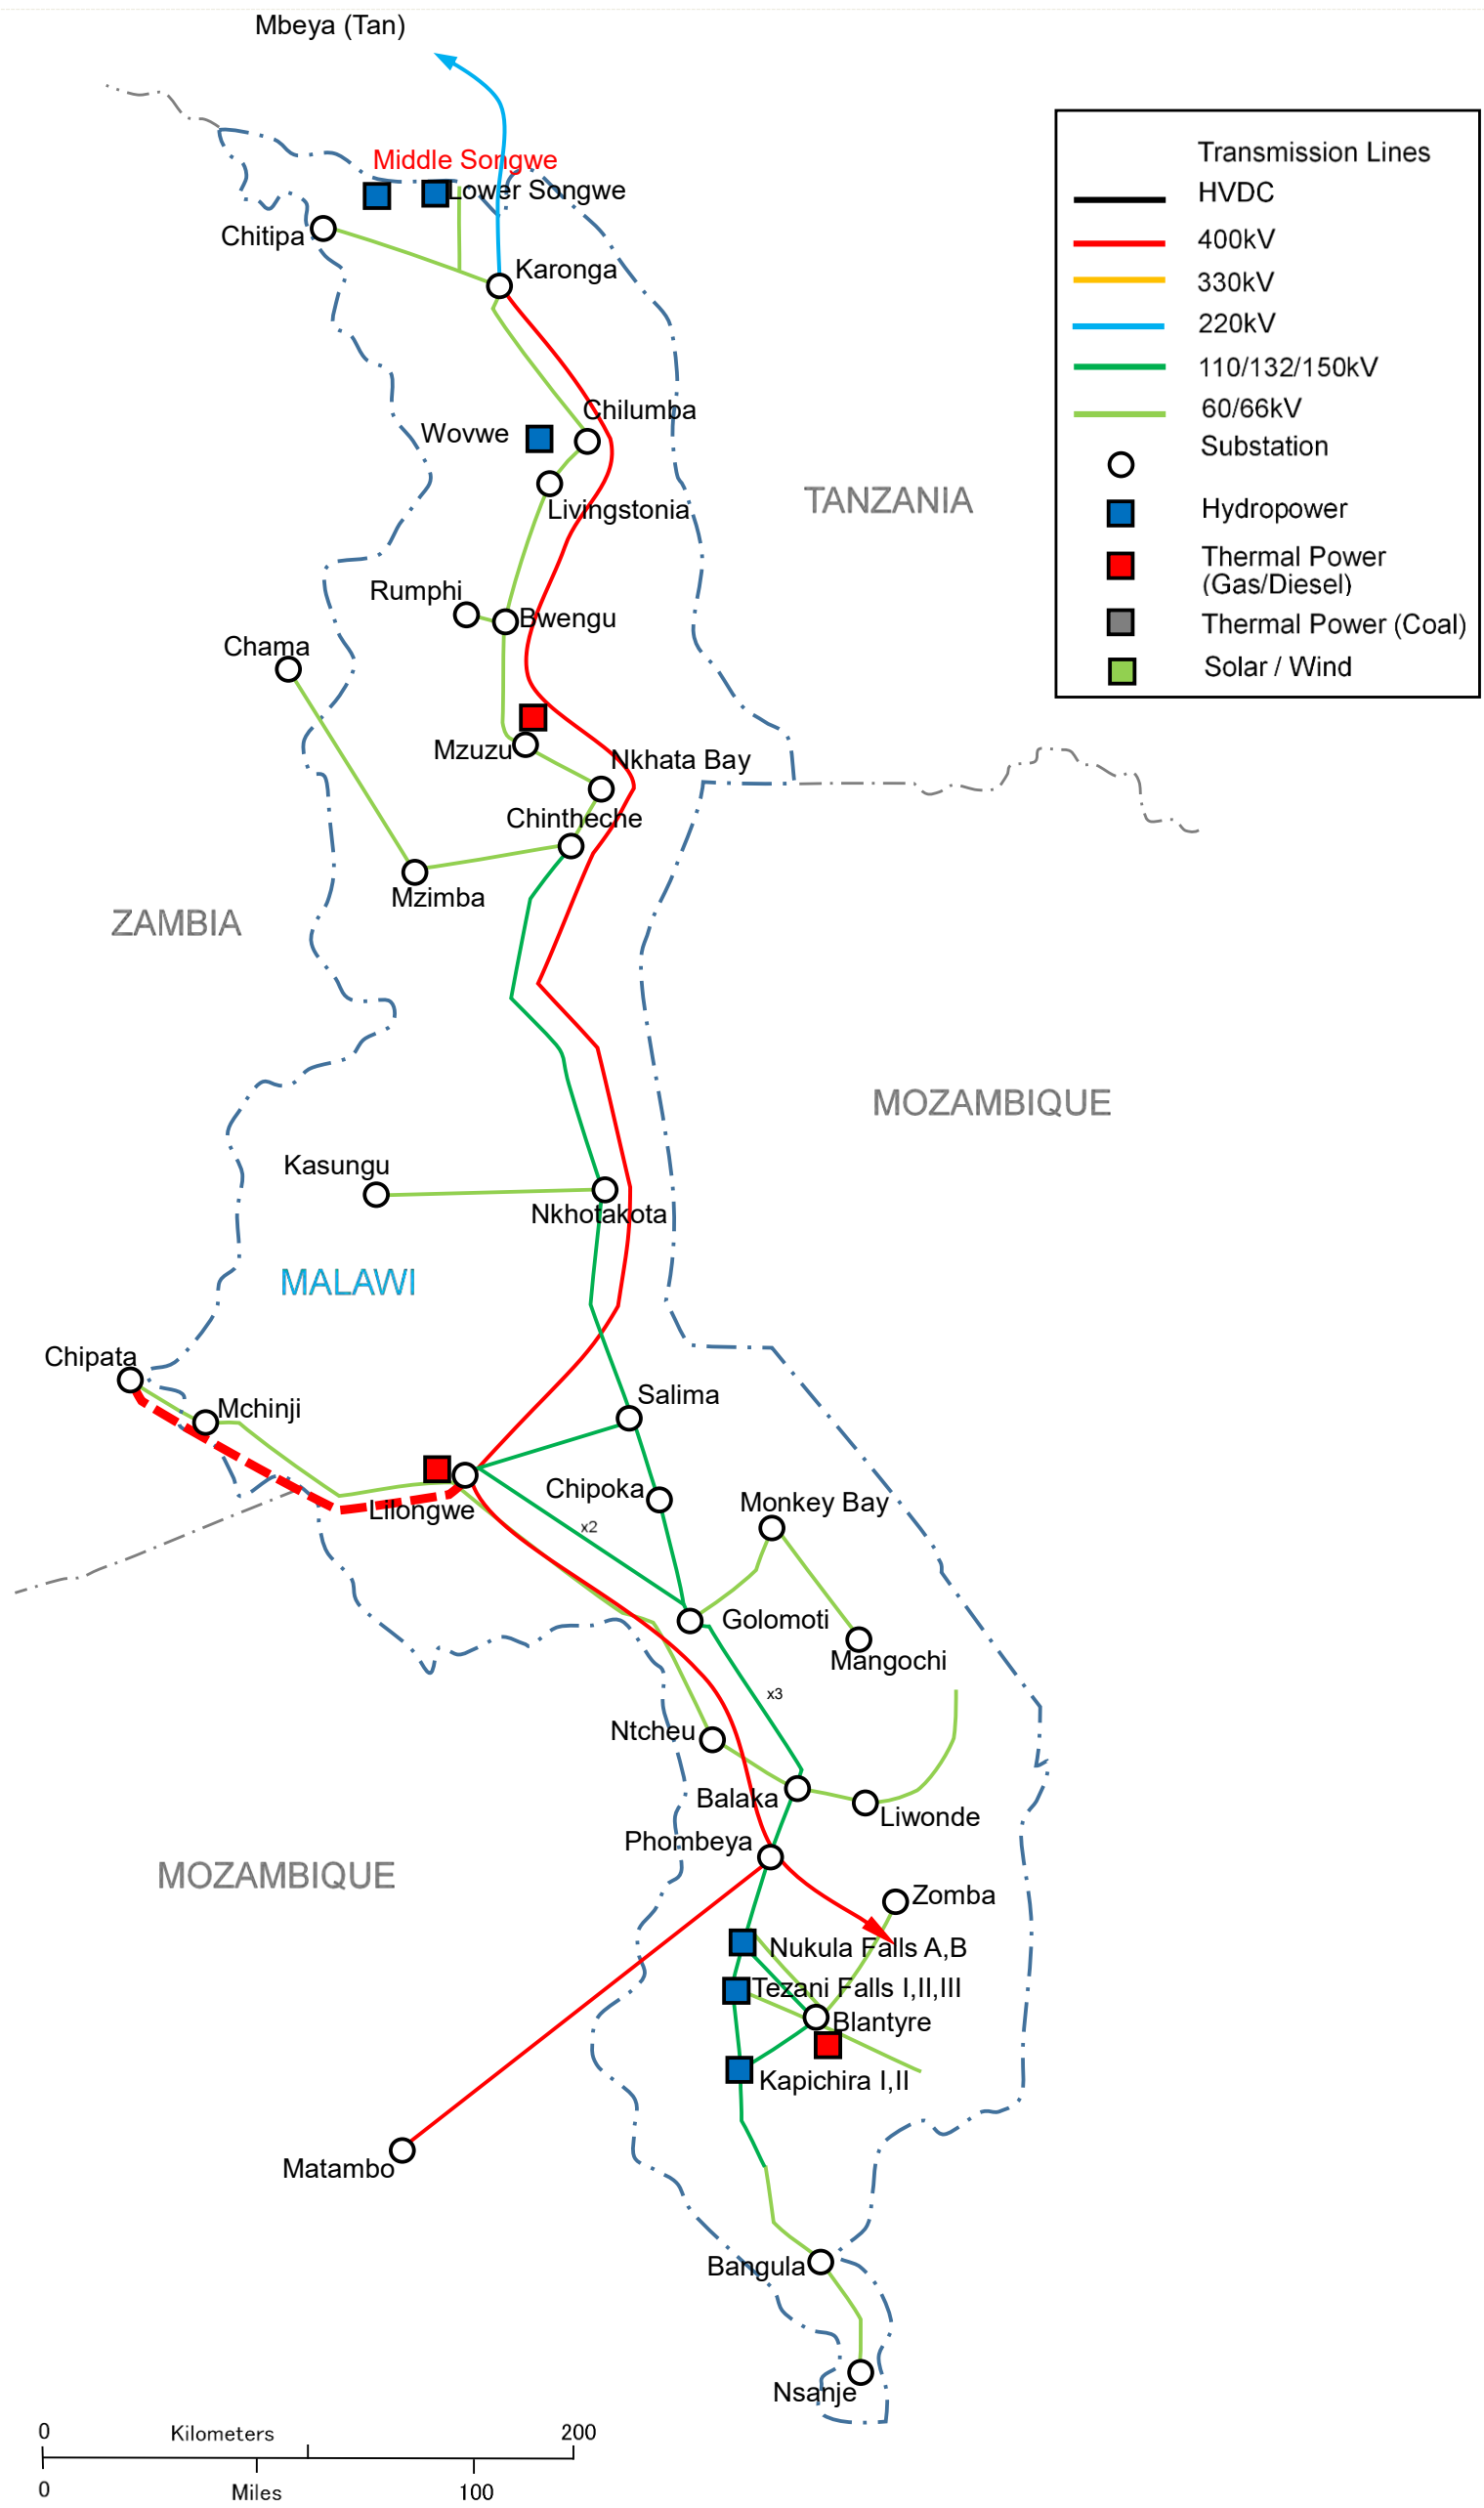 Mbeya (Tan)
Transmission Lines
HVDC
400kV
330kV
220kV
110/132/150kV
60/66kV
Substation
Hydropower
Thermal Power
(Gas/Diesel)
Thermal Power (Coal)
Solar / Wind
Middle Songwe
Lower Songwe
Chitipa
Karonga
Chilumba
Wovwe
TANZANIA
Livingstonia
Rumphi
Bwengu
Chama
Mzuzu
Nkhata Bay
Chintheche
Mzimba
ZAMBIA
MOZAMBIQUE
Kasungu
Nkhotakota
MALAWI
Chipata
Salima
Mchinji
Chipoka
Monkey Bay
Lilongwe
x2
Golomoti
Mangochi
x3
Ntcheu
Balaka
Liwonde
Phombeya
MOZAMBIQUE
Zomba
Nukula Falls A,B
Tezani Falls I,II,III
Blantyre
Kapichira I,II
Matambo
Bangula
Nsanje
0 Kilometers 200
0 Miles 100